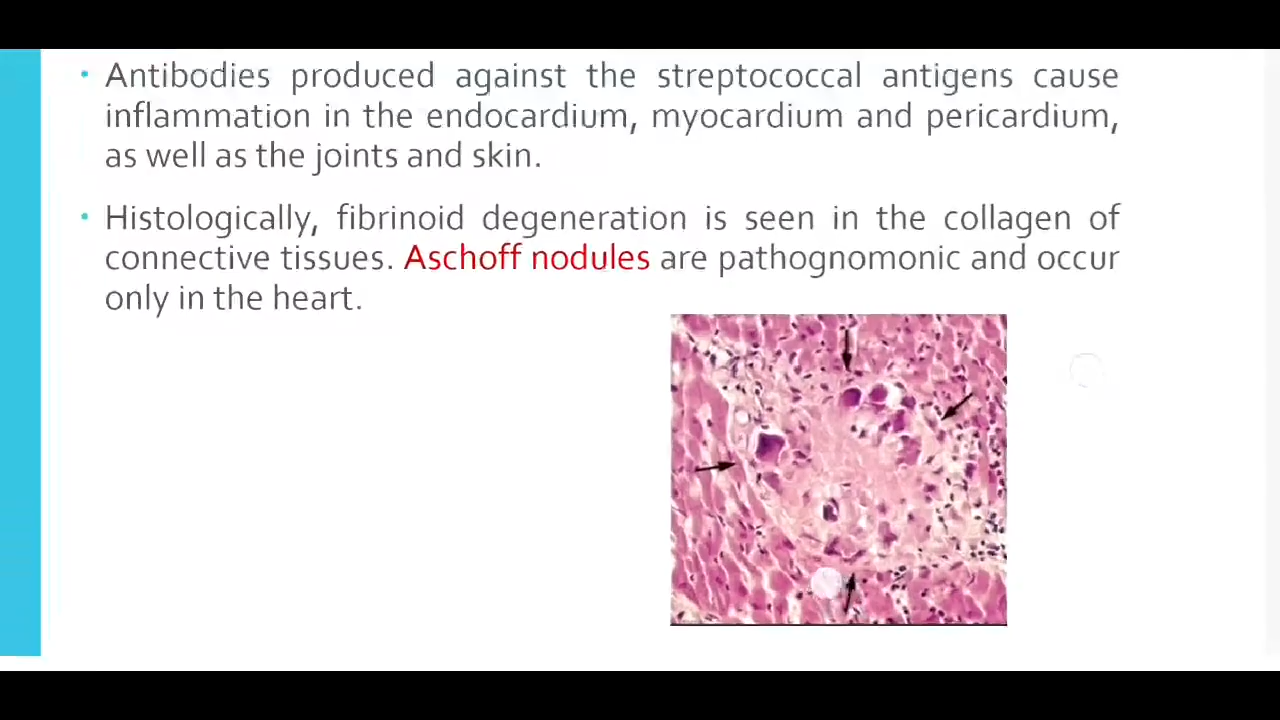 • Antibodies produced against the streptococcal antigens cause
inflammation in the endocardium, myocardium and pericardium,
as well as the joints and skin.
• Histologically, fibrinoid degeneration is seen in the collagen of
connective tissues. Aschoff nodules are pathognomonic and occur
only in the heart.